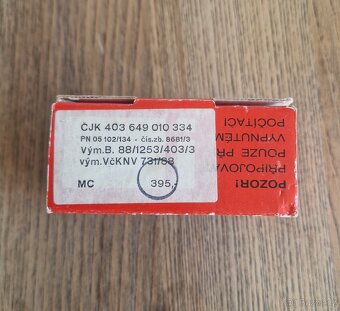 ČJK 403 649 010 334
PN 05 102/134 - čís.zb. 8681/3
Vým.B. 88/1253/403/3
vým.VčKNV 731/88
MC 395,-
POZOR!
PŘIPOJOVAT
POUZE PŘI
VYPNUTÉM
POČÍTAČI